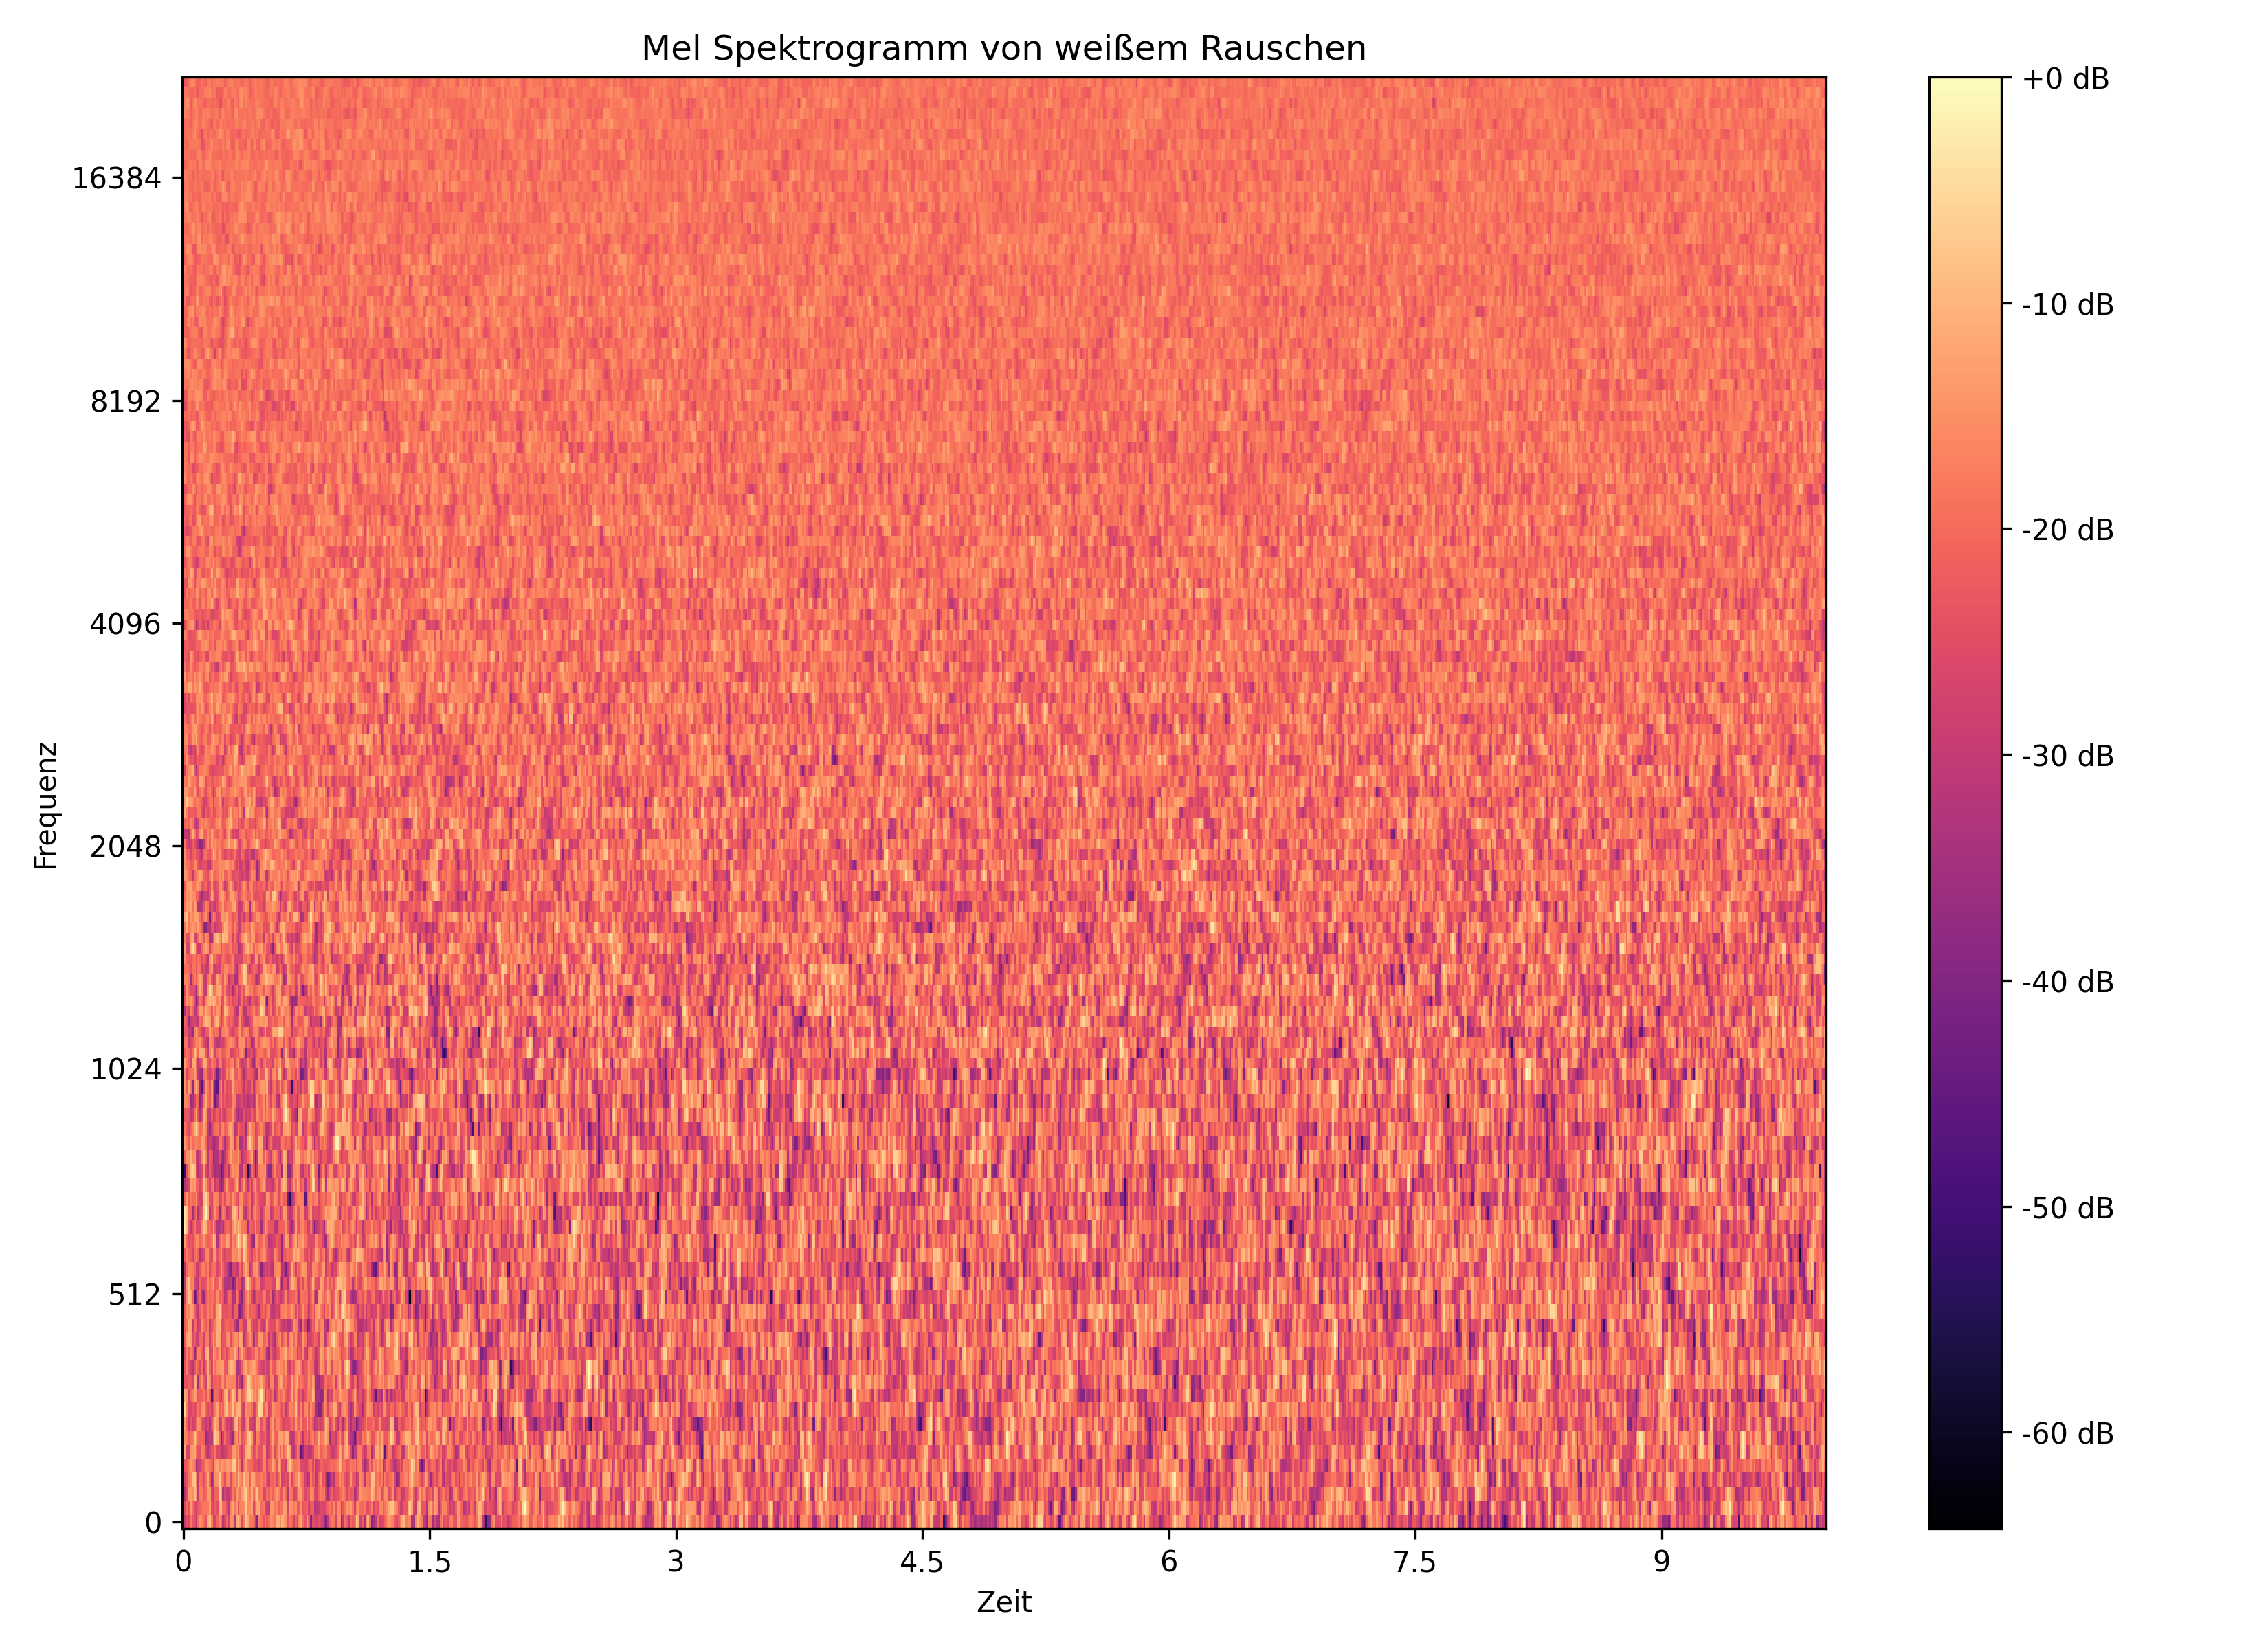 Mel Spektrogramm von weißem Rauschen
Frequenz
16384
8192
4096
2048
1024
512
0
0 1.5 3 4.5 6 7.5 9
Zeit
+0 dB
-10 dB
-20 dB
-30 dB
-40 dB
-50 dB
-60 dB